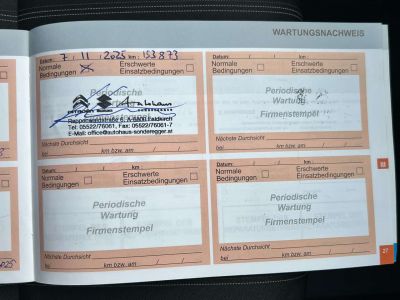 WARTUNGSNACHWEIS
Datum: 7 / 11 / 2025 km: 153 873
Normale Bedingungen
Erschwerte Einsatzbedingungen
Periodische
Tel: 05522/76061, Fax: 05522/76061-7
E-Mail: office@autohaus-sonderegger.at
Nächste Durchsicht
bei km bzw. am / /
Datum: / / km:
Normale Bedingungen
Erschwerte Einsatzbedingungen
Periodische
Wartung
Firmenstempel
Nächste Durchsicht
bei km bzw. am / /
Datum: / / km:
Normale Bedingungen
Erschwerte Einsatzbedingungen
Periodische
Wartung
Firmenstempel
Nächste Durchsicht
bei km bzw. am / /
Datum: / / km:
Normale Bedingungen
Erschwerte Einsatzbedingungen
Periodische
Wartung
Firmenstempel
Nächste Durchsicht
bei km bzw. am / /
27